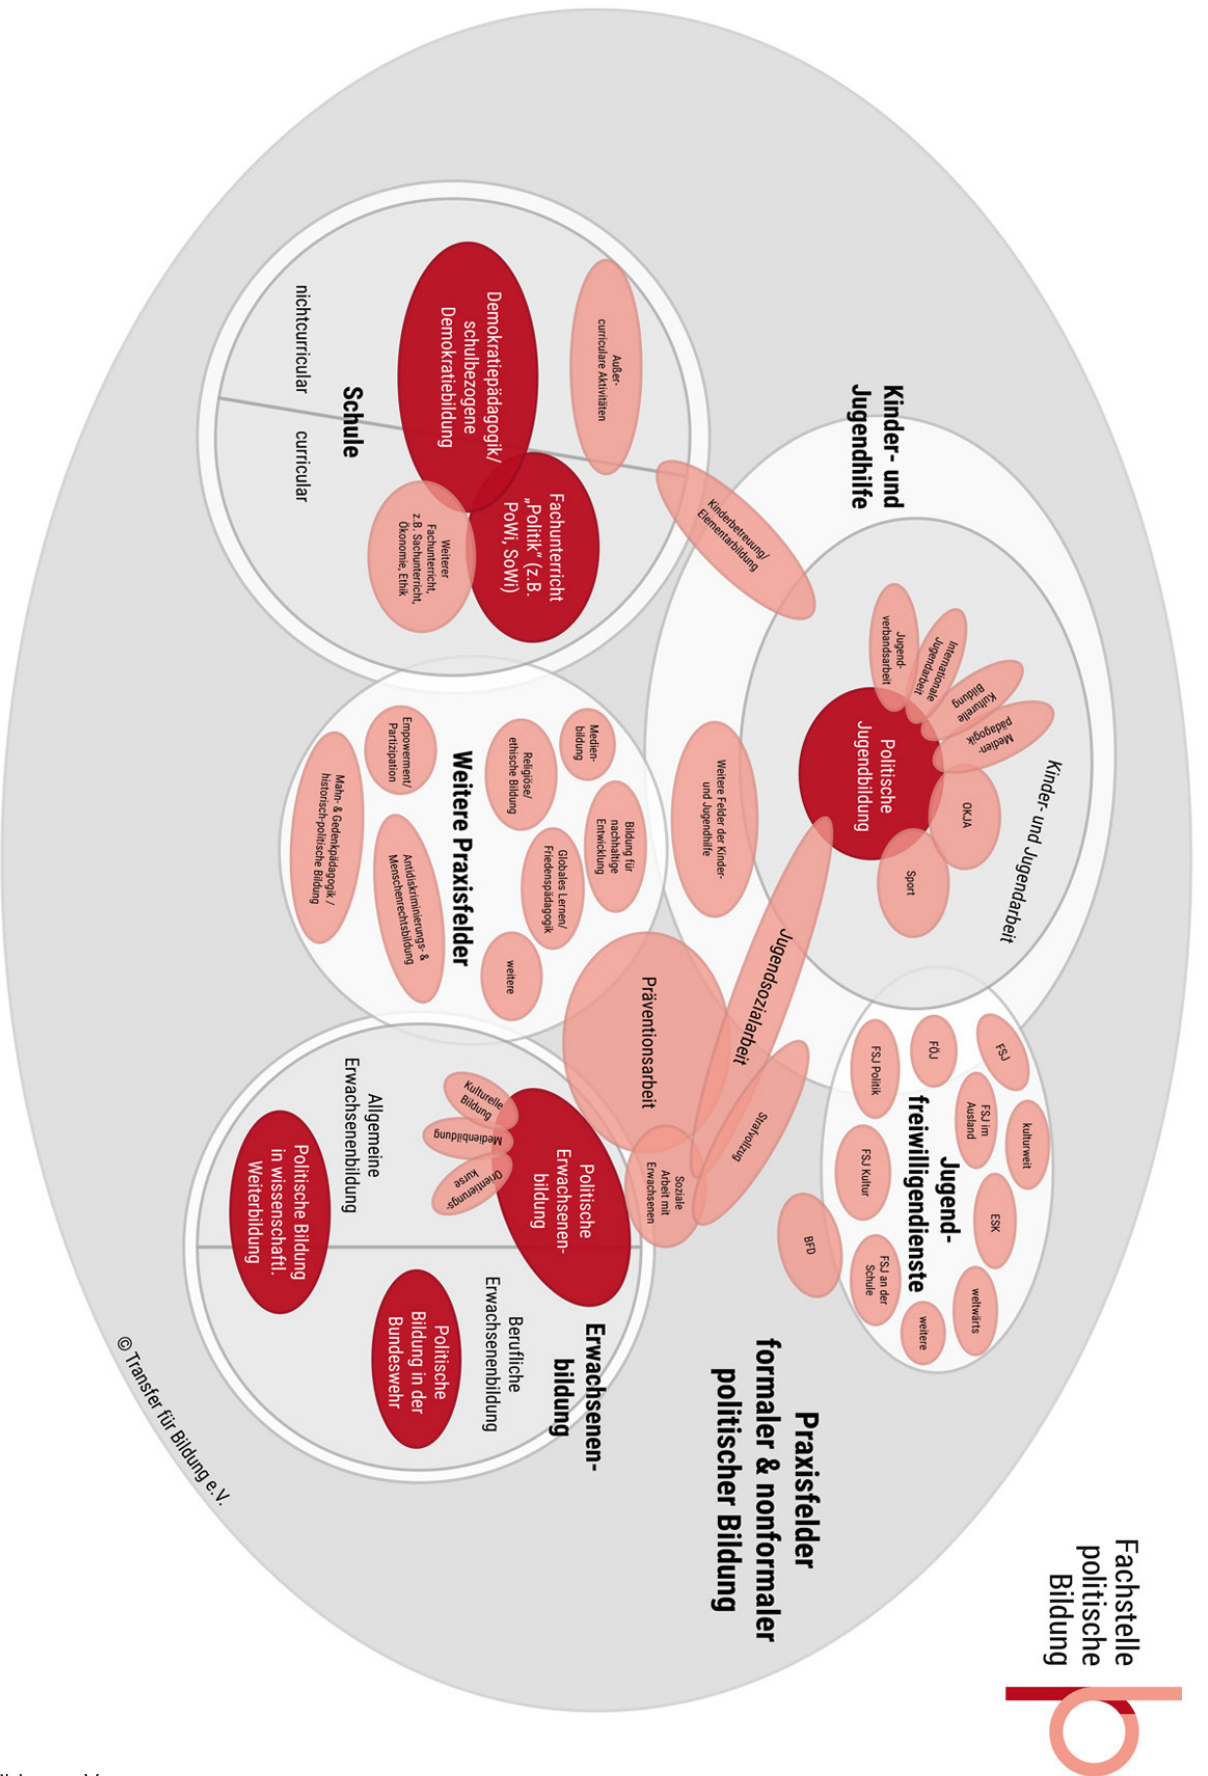 Fachstelle
politische
Bildung
Praxisfelder
formaler & nonformaler
politischer Bildung
Kinder- und
Jugendhilfe
Kinder- und Jugendarbeit
Jugend-
verbandsarbeit
Internationale
Jugendarbeit
Kulturelle
Bildung
Medien-
pädagogik
OKJA
Sport
Politische
Jugendbildung
Kinderbetreuung/
Elementarbildung
Weitere Felder der Kinder-
und Jugendhilfe
Jugendsozialarbeit
Strafvollzug
Präventionsarbeit
Soziale
Arbeit mit
Erwachsenen
Jugend-
freiwilligendienste
FSJ
kulturweit
FÖJ
FSJ im
Ausland
ESK
weltwärts
FSJ Politik
FSJ Kultur
FSJ an der
Schule
weitere
BFD
Außer-
curriculare Aktivitäten
Demokratiepädagogik/
schulbezogene
Demokratiebildung
Fachunterricht
„Politik“ (z.B.
PoWi, SoWi)
Weiterer
Fachunterricht,
z.B. Sachunterricht,
Ökonomie, Ethik
Schule
nichtcurricular
curricular
Medien-
bildung
Bildung für
nachhaltige
Entwicklung
Religiöse/
ethische Bildung
Globales Lernen/
Friedenspädagogik
weitere
Weitere Praxisfelder
Empowerment/
Partizipation
Antidiskriminierungs- &
Menschenrechtsbildung
Mahn- & Gedenkpädagogik /
historisch-politische Bildung
Erwachsenen-
bildung
Politische
Erwachsenen-
bildung
Kulturelle
Bildung
Medienbildung
Orientierungs-
kurse
Allgemeine
Erwachsenenbildung
Berufliche
Erwachsenenbildung
Politische Bildung
in wissenschaftl.
Weiterbildung
Politische
Bildung in der
Bundeswehr
© Transfer für Bildung e.V.